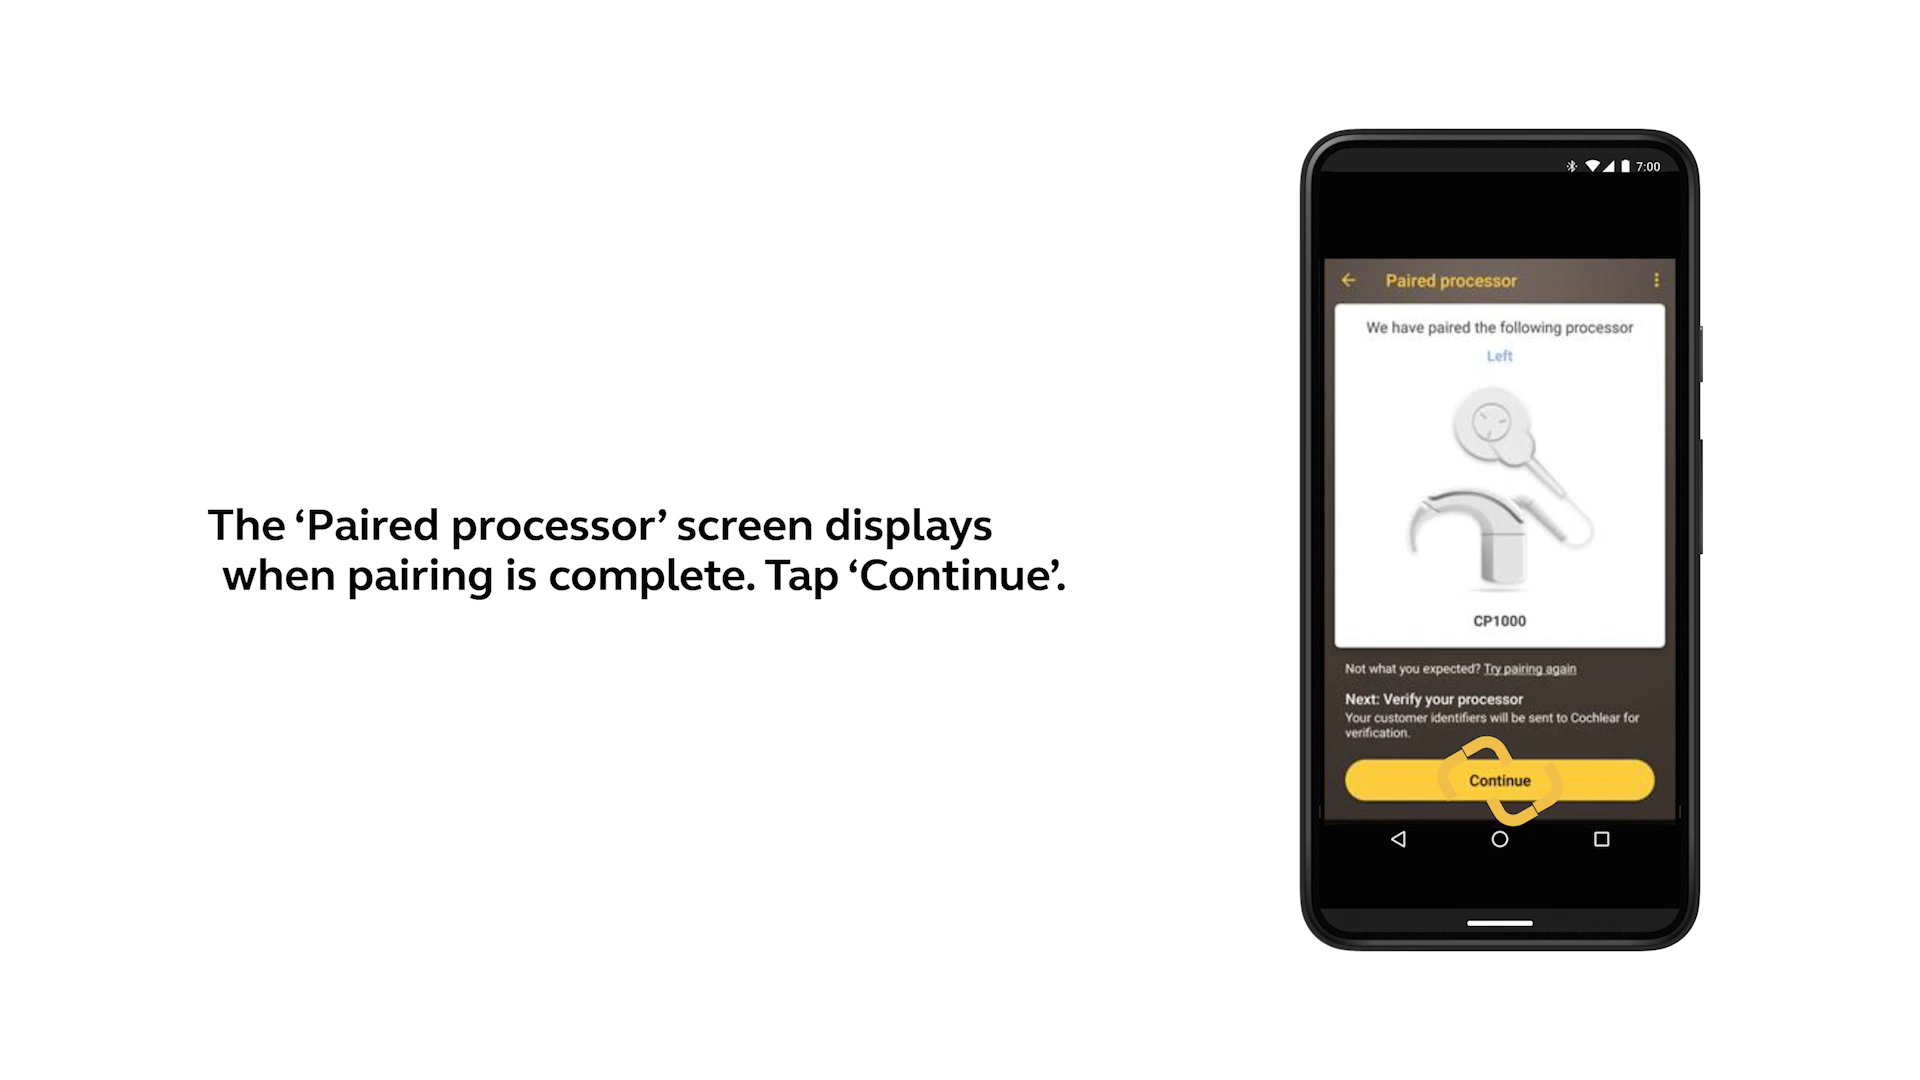 The ‘Paired processor’ screen displays
when pairing is complete. Tap ‘Continue’.
7:00
Paired processor
We have paired the following processor
Left
CP1000
Not what you expected? Try pairing again
Next: Verify your processor
Your customer identifiers will be sent to Cochlear for
verification.
Continue